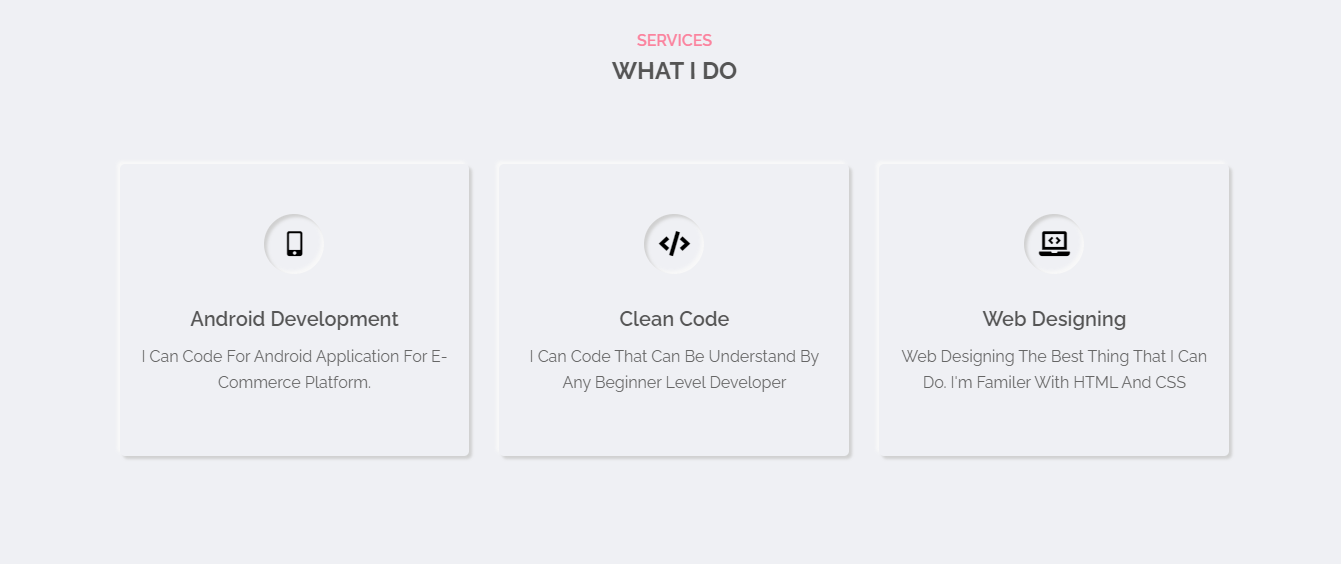 SERVICES
WHAT I DO
Android Development
I Can Code For Android Application For E-
Commerce Platform.
Clean Code
I Can Code That Can Be Understand By
Any Beginner Level Developer
Web Designing
Web Designing The Best Thing That I Can
Do. I'm Familer With HTML And CSS